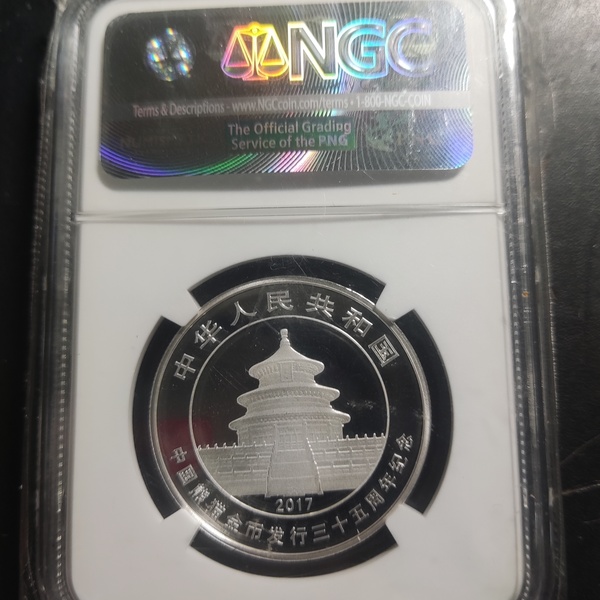 NGC
Terms & Descriptions - www.NGCcoin.com/terms • 1-800-NGC-COIN
The Official Grading
Service of the PNG
中华人民共和国
2017
中国熊猫金币发行三十五周年纪念